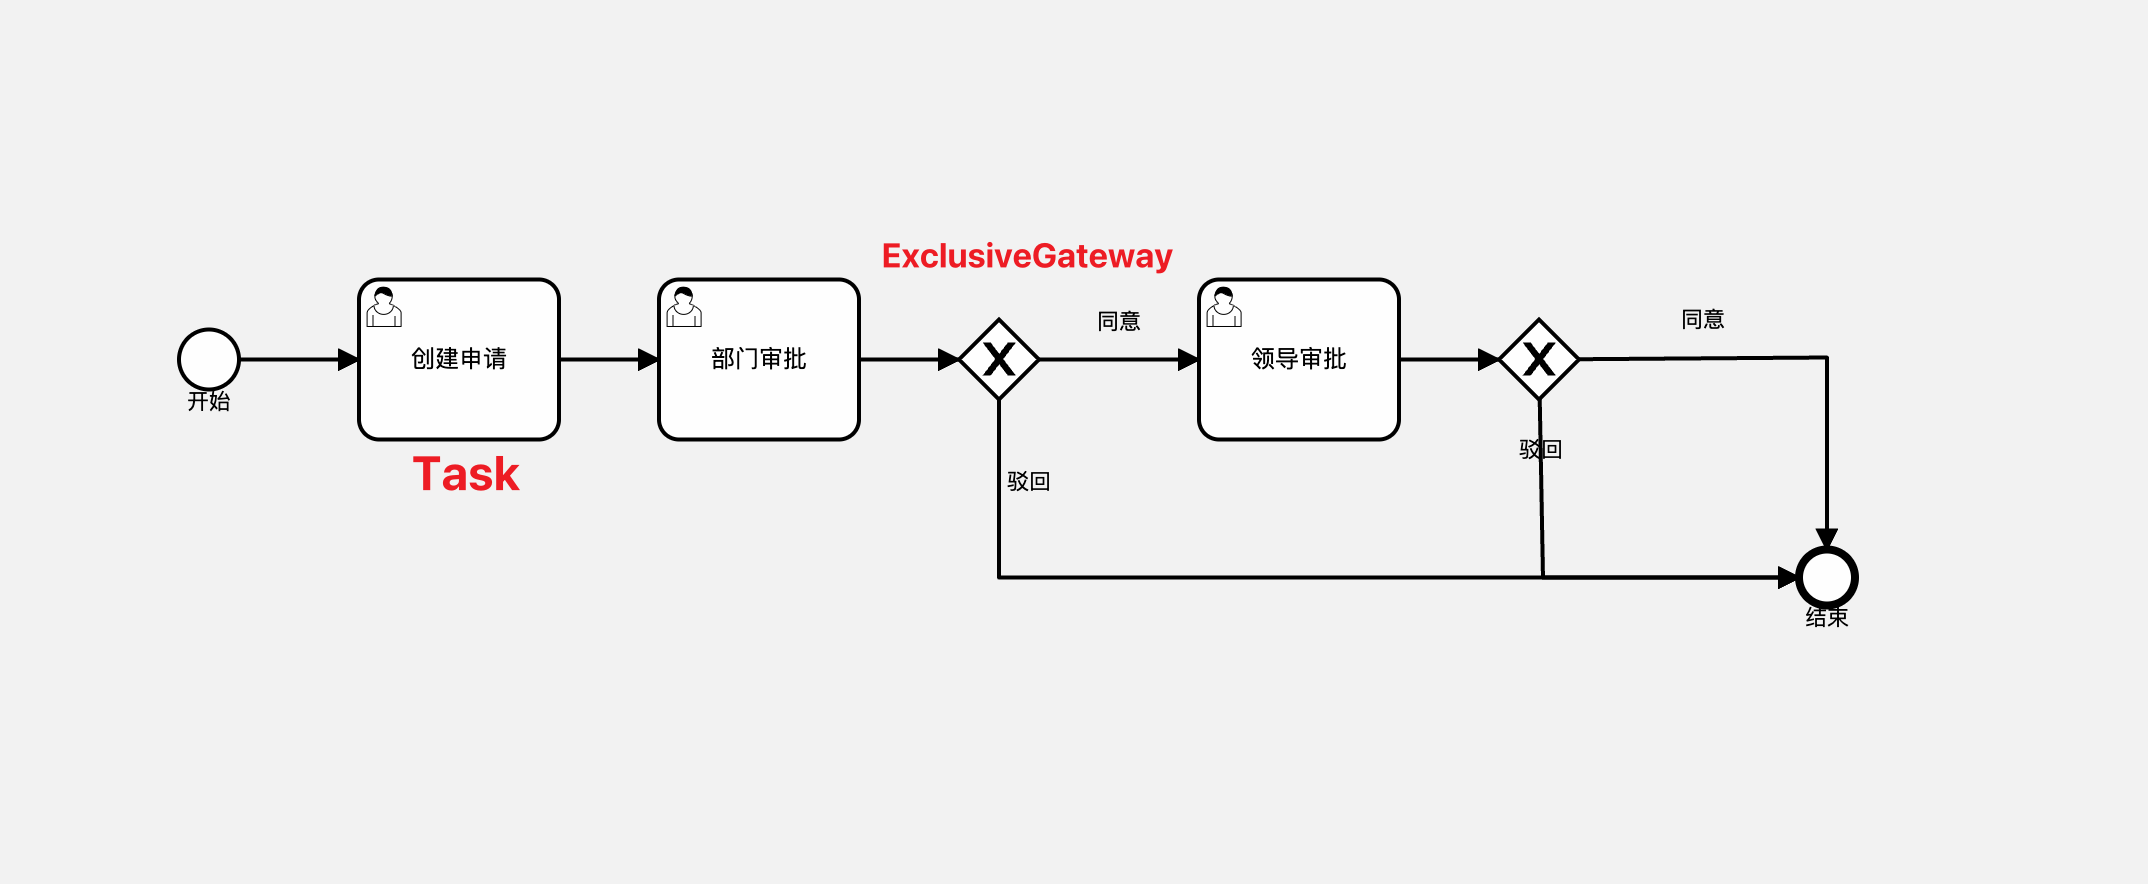 ExclusiveGateway
同意
同意
创建申请
部门审批
领导审批
开始
驳回
Task
驳回
结束